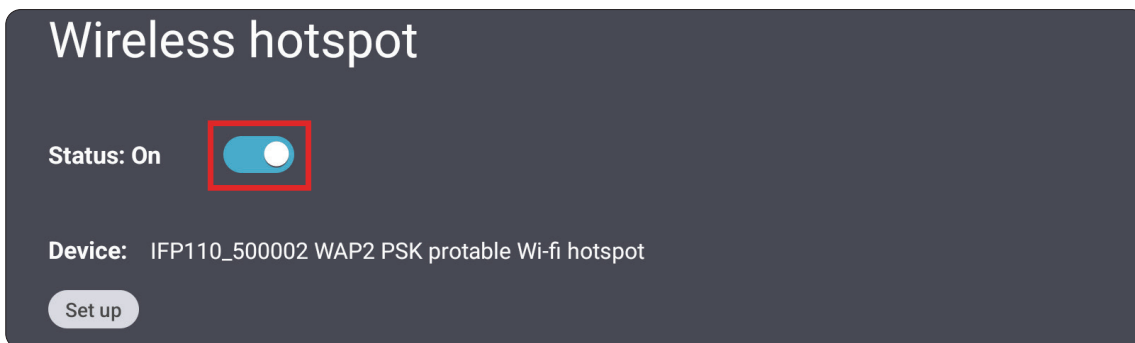 Wireless hotspot
Status: On
Device: IFP110_500002 WAP2 PSK protable Wi-fi hotspot
Set up